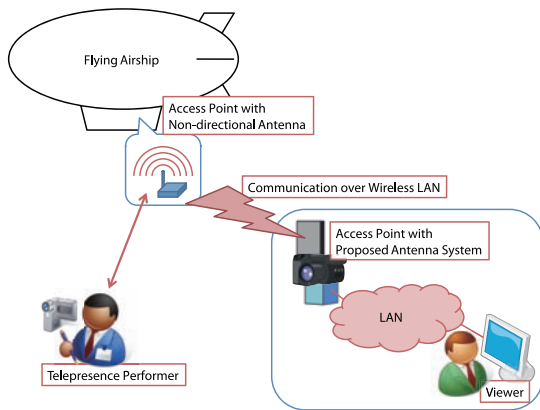 Flying Airship
Access Point with
Non-directional Antenna
Communication over Wireless LAN
Access Point with
Proposed Antenna System
LAN
Telepresence Performer
Viewer